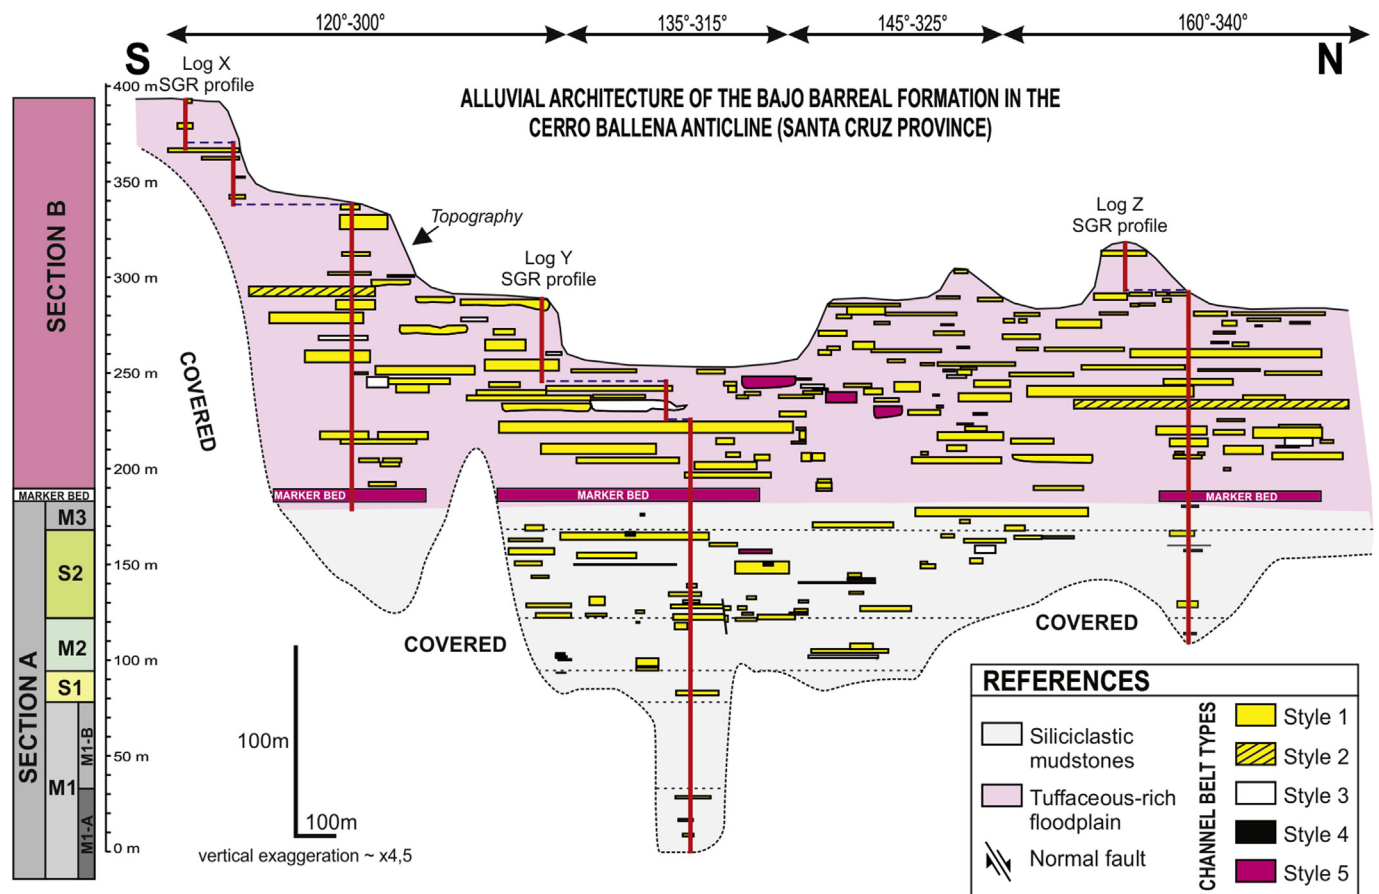 120°-300°
135°-315°
145°-325°
160°-340°
S
N
Log X
SGR profile
400 m
ALLUVIAL ARCHITECTURE OF THE BAJO BARREAL FORMATION IN THE
CERRO BALLENA ANTICLINE (SANTA CRUZ PROVINCE)
350 m
Topography
Log Y
SGR profile
Log Z
SGR profile
300 m
SECTION B
COVERED
250 m
200 m
MARKER BED
MARKER BED
MARKER BED
MARKER BED
SECTION A
M3
S2
150 m
M2
COVERED
COVERED
100 m
S1
M1
M1-B
M1-A
50 m
0 m
100m
100m
vertical exaggeration ~ x4,5
REFERENCES
Siliciclastic
mudstones
Tuffaceous-rich
floodplain
Normal fault
CHANNEL BELT TYPES
Style 1
Style 2
Style 3
Style 4
Style 5